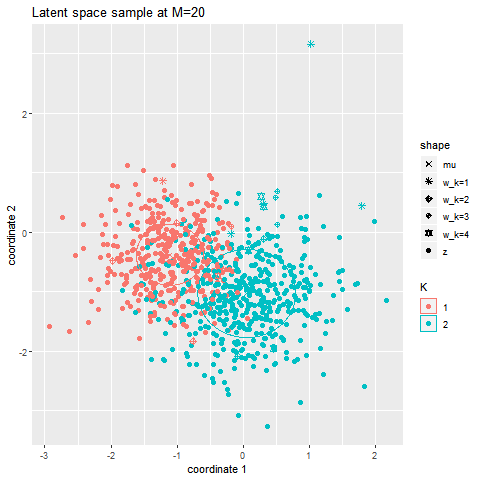 Latent space sample at M=20
coordinate 2
2
0
-2
-3
-2
-1
0
1
2
coordinate 1
shape
mu
w_k=1
w_k=2
w_k=3
w_k=4
z
K
1
2